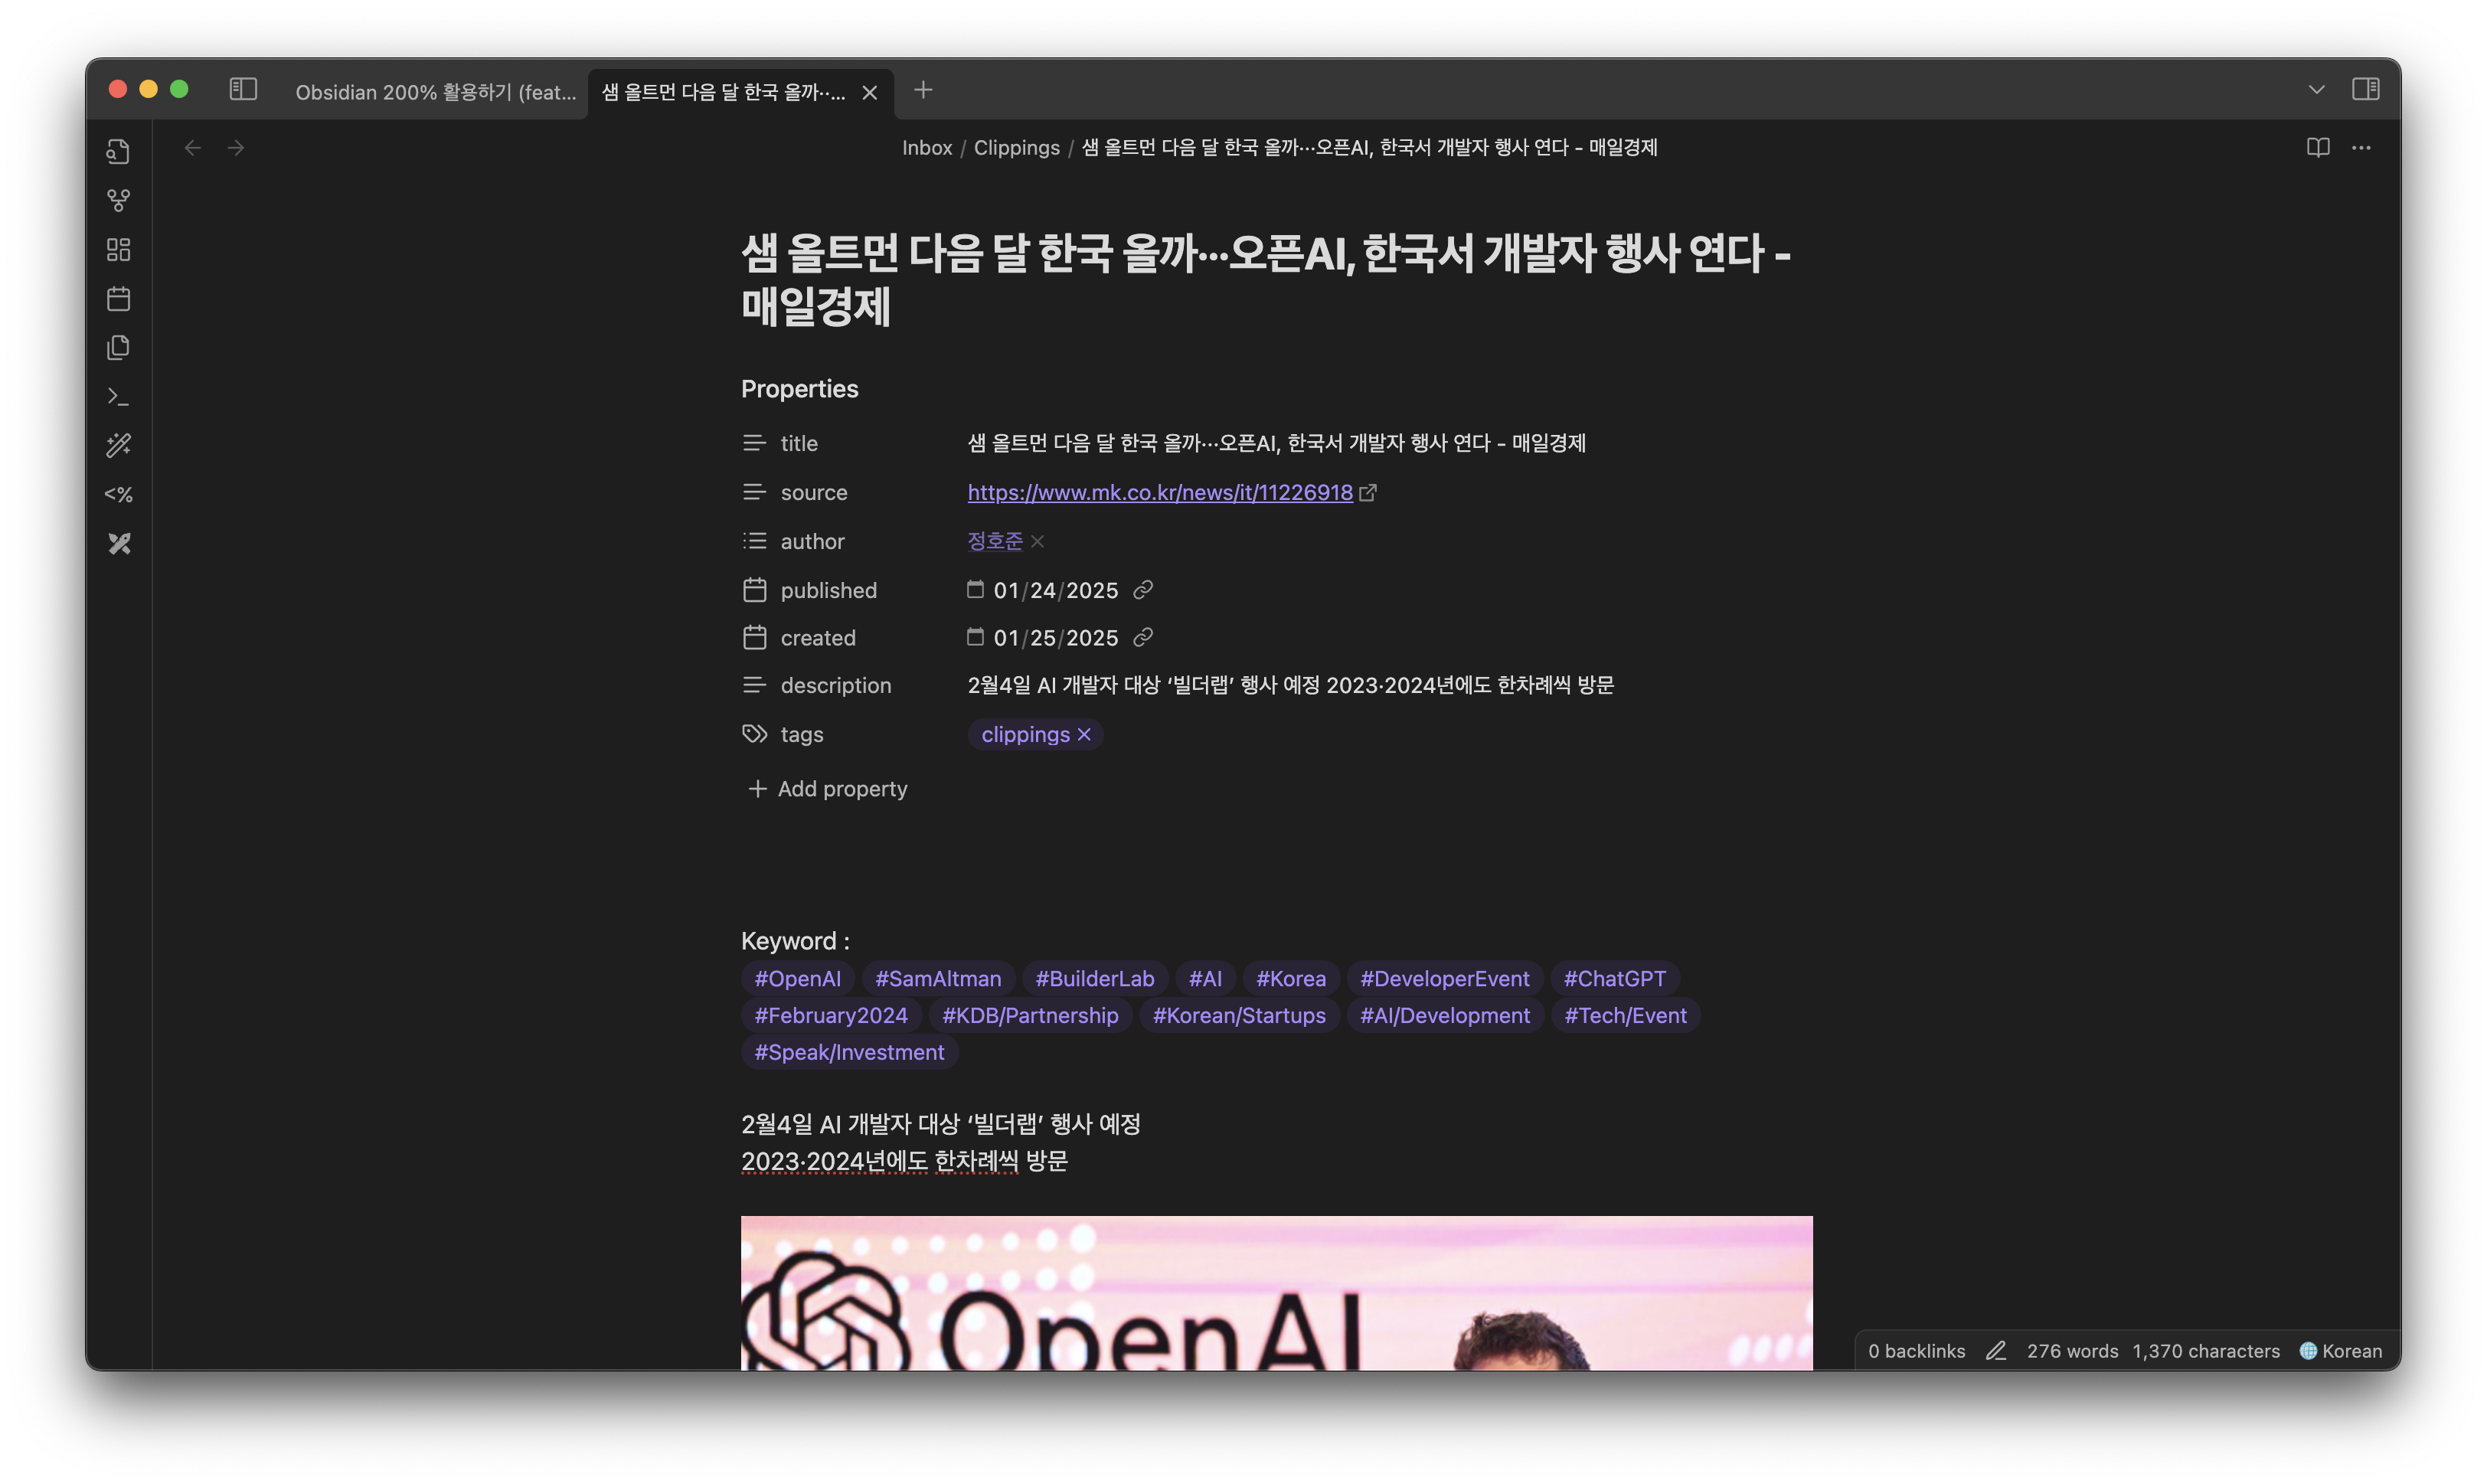 Obsidian 200% 활용하기 (feat...
샘 올트먼 다음 달 한국 올까··...
Inbox / Clippings / 샘 올트먼 다음 달 한국 올까···오픈AI, 한국서 개발자 행사 연다 - 매일경제
샘 올트먼 다음 달 한국 올까···오픈AI, 한국서 개발자 행사 연다 -
매일경제
Properties
title 샘 올트먼 다음 달 한국 올까···오픈AI, 한국서 개발자 행사 연다 - 매일경제
source https://www.mk.co.kr/news/it/11226918
author 정호준
published 01/24/2025
created 01/25/2025
description 2월4일 AI 개발자 대상 ‘빌더랩’ 행사 예정 2023·2024년에도 한차례씩 방문
tags clippings
Add property
Keyword :
#OpenAI #SamAltman #BuilderLab #AI #Korea #DeveloperEvent #ChatGPT
#February2024 #KDB/Partnership #Korean/Startups #AI/Development #Tech/Event
#Speak/Investment
2월4일 AI 개발자 대상 ‘빌더랩’ 행사 예정
2023·2024년에도 한차례씩 방문
OpenAI
0 backlinks 276 words 1,370 characters Korean